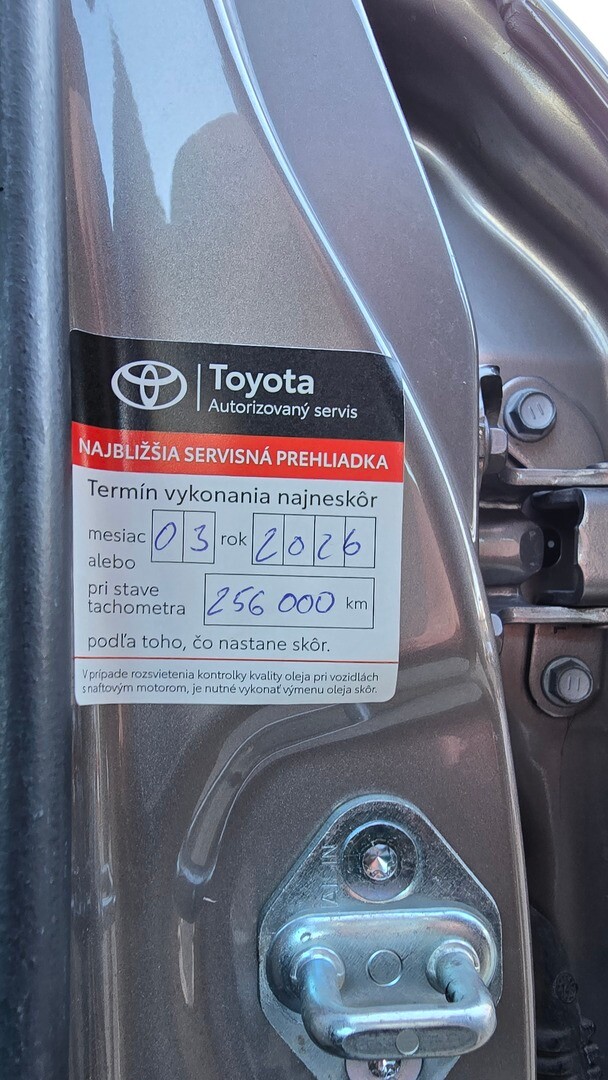 Toyota
Autorizovaný servis
NAJBLIŽŠIA SERVISNÁ PREHLIADKA
Termín vykonania najneskôr
mesiac 03 rok 2026
alebo
pri stave
tachometra 256 000 km
podľa toho, čo nastane skôr.
V prípade rozsvietenia kontrolky kvality oleja pri vozidlách
s naftovým motorom, je nutné vykonať výmenu oleja skôr.